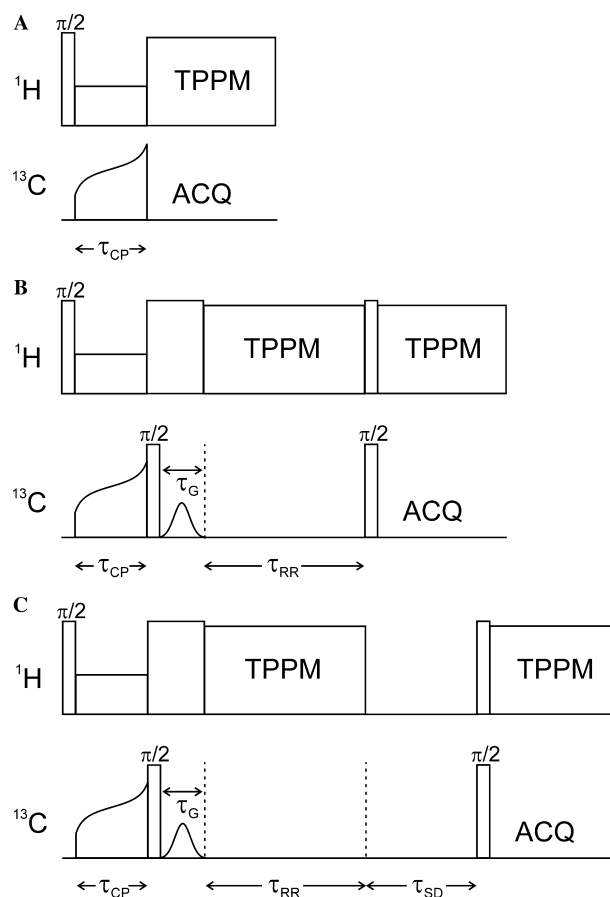 A
π/2
¹H
TPPM
¹³C
ACQ
τCP
B
π/2
¹H
TPPM
TPPM
π/2
π/2
¹³C
τG
ACQ
τCP
τRR
C
π/2
¹H
TPPM
TPPM
π/2
π/2
¹³C
τG
ACQ
τCP
τRR
τSD